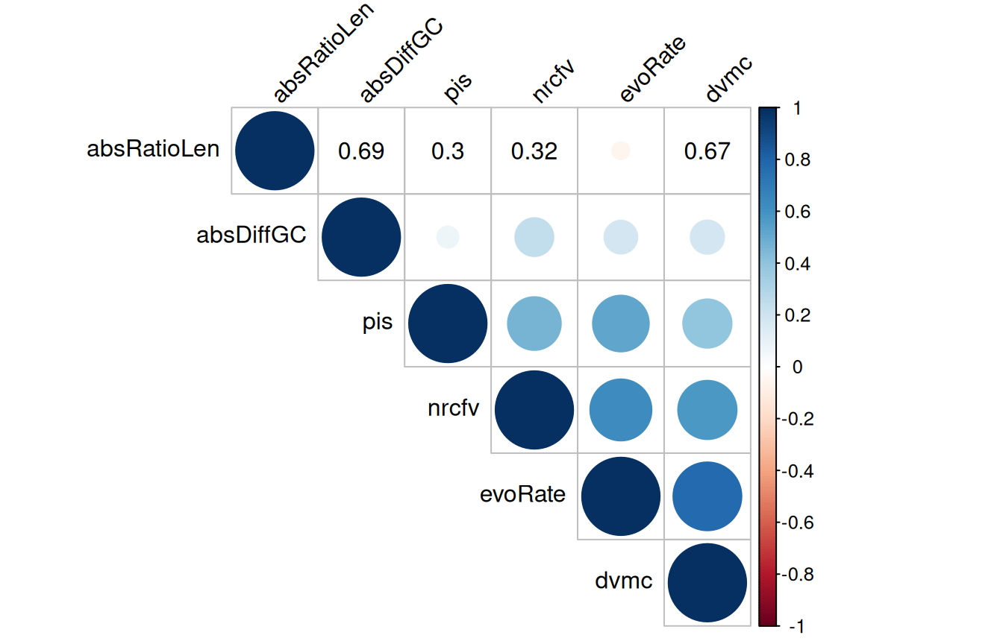 absRatioLen
absDiffGC
pis
nrcfv
evoRate
dvmc
absRatioLen 0.69 0.3 0.32 0.67
absDiffGC
pis
nrcfv
evoRate
dvmc
1
0.8
0.6
0.4
0.2
0
-0.2
-0.4
-0.6
-0.8
-1